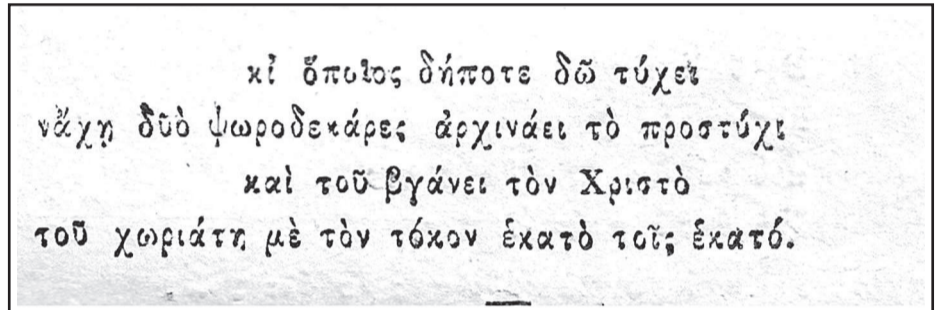 κἰ ὅποιος δήποτε δῶ τύχει
νἄχῃ δυὸ ψωροδεκάρες ἀρχινάει τὸ προστύχι
καὶ τοῦ βγάνει τὸν Χριστὸ
τοῦ χωριάτη μὲ τὸν τόκον ἑκατὸ τοῖς ἑκατό.